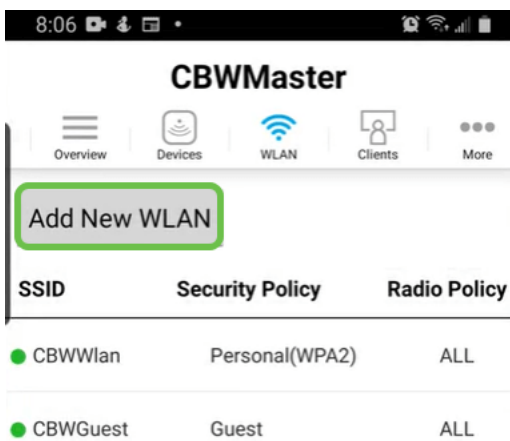 8:06
CBWMaster
Overview Devices WLAN Clients More
Add New WLAN
SSID Security Policy Radio Policy
CBWWlan Personal(WPA2) ALL
CBWGuest Guest ALL